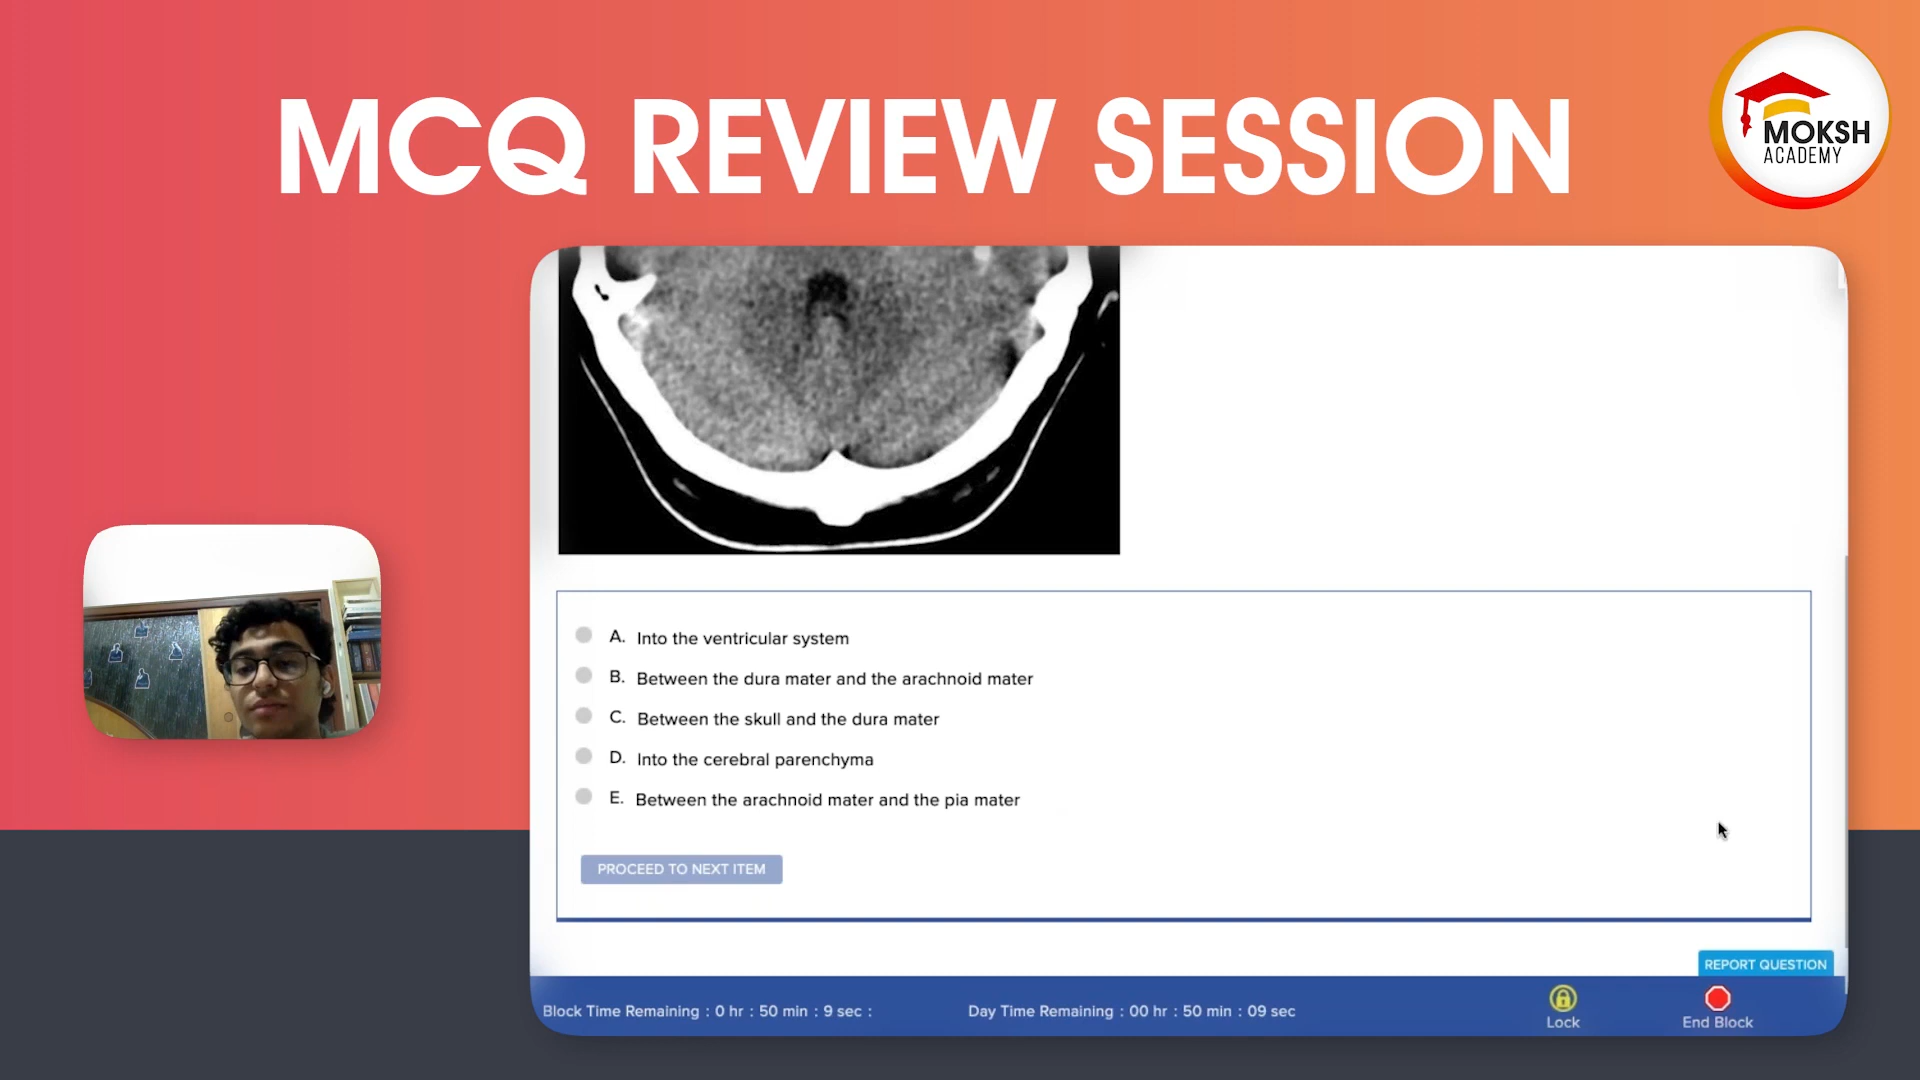 MCQ REVIEW SESSION
MOKSH
ACADEMY
A. Into the ventricular system
B. Between the dura mater and the arachnoid mater
C. Between the skull and the dura mater
D. Into the cerebral parenchyma
E. Between the arachnoid mater and the pia mater
PROCEED TO NEXT ITEM
REPORT QUESTION
Block Time Remaining : 0 hr : 50 min : 9 sec :
Day Time Remaining : 00 hr : 50 min : 09 sec
Lock
End Block